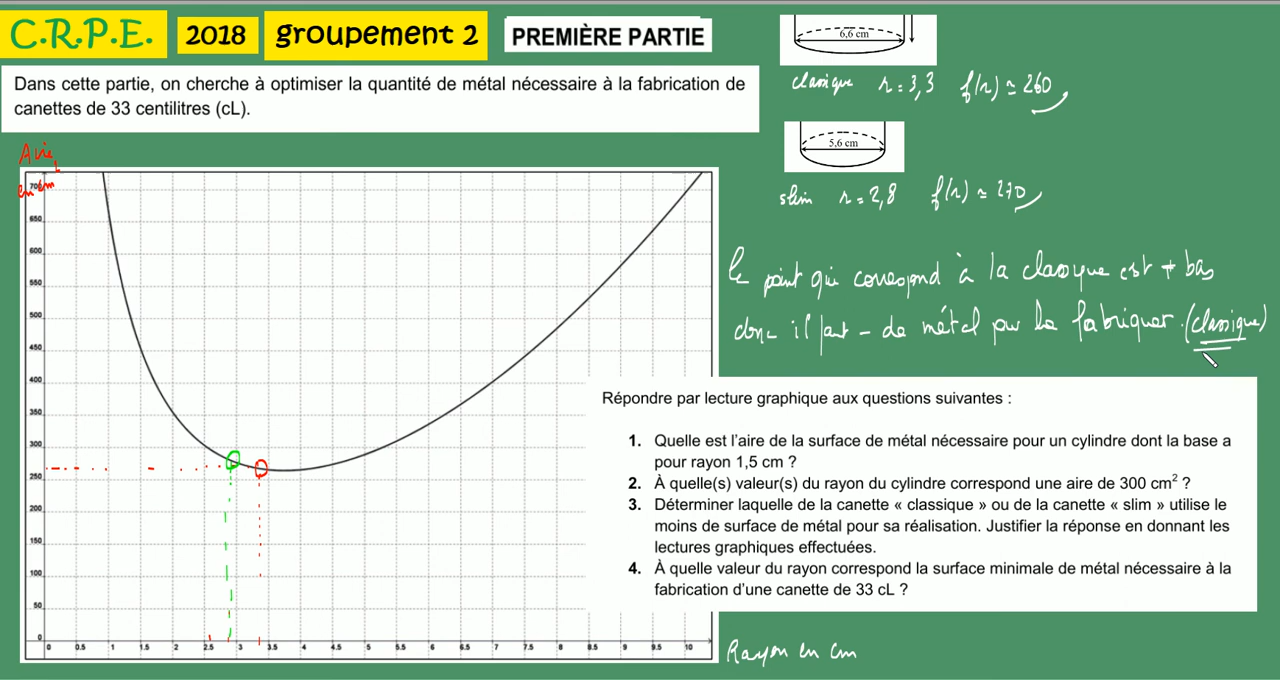 C.R.P.E. 2018 groupement 2 PREMIÈRE PARTIE
Dans cette partie, on cherche à optimiser la quantité de métal nécessaire à la fabrication de
canettes de 33 centilitres (cL).
6,6 cm
classique r = 3,3 f(r) ≃ 260
5,6 cm
slim r = 2,8 f(r) ≃ 270
Aire
en cm
700
650
600
550
500
450
400
350
300
250
200
150
100
50
0
0 0.5 1 1.5 2 2.5 3 3.5 4 4.5 5 5.5 6 6.5 7 7.5 8 8.5 9 9.5 10
Rayon en cm
le point qui correspond à la classique est + bas
donc il faut - de métal pour la fabriquer. (classique)
Répondre par lecture graphique aux questions suivantes :
1. Quelle est l'aire de la surface de métal nécessaire pour un cylindre dont la base a
pour rayon 1,5 cm ?
2. À quelle(s) valeur(s) du rayon du cylindre correspond une aire de 300 cm² ?
3. Déterminer laquelle de la canette « classique » ou de la canette « slim » utilise le
moins de surface de métal pour sa réalisation. Justifier la réponse en donnant les
lectures graphiques effectuées.
4. À quelle valeur du rayon correspond la surface minimale de métal nécessaire à la
fabrication d'une canette de 33 cL ?